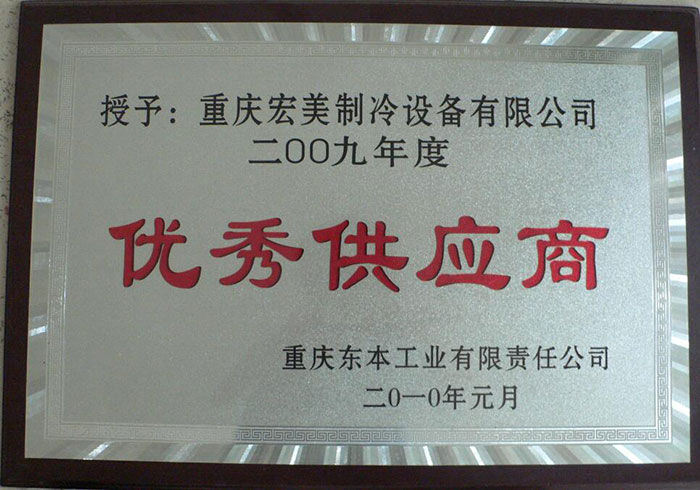 授予：重庆宏美制冷设备有限公司
二00九年度
优秀供应商
重庆东本工业有限责任公司
二0一0年元月